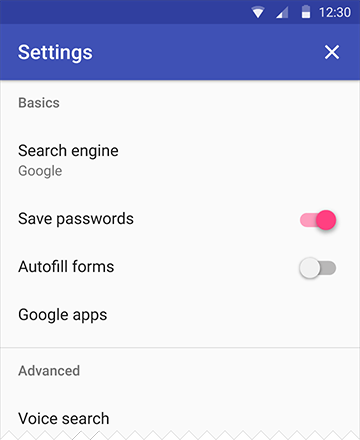 12:30
Settings
Basics
Search engine
Google
Save passwords
Autofill forms
Google apps
Advanced
Voice search